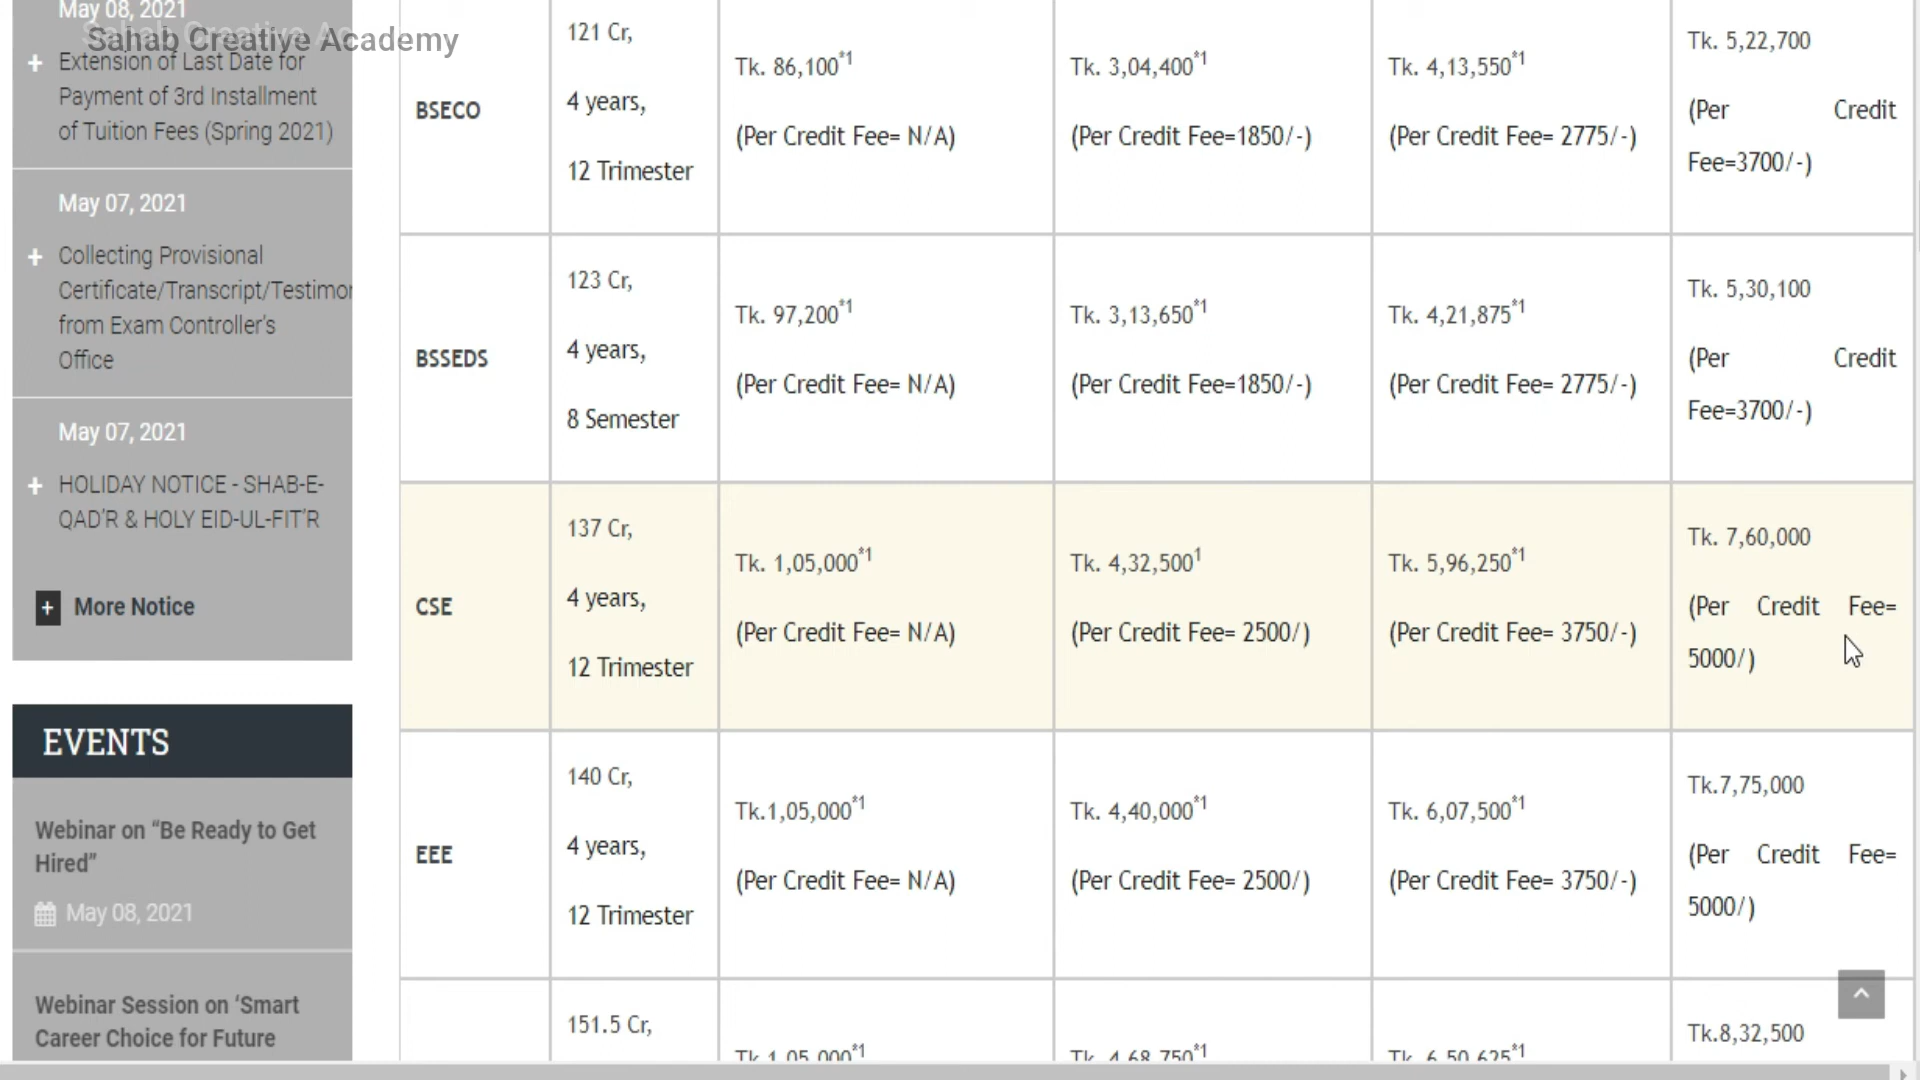 May 08, 2021
Sahab Creative Academy
Extension of Last Date for
Payment of 3rd Installment
of Tuition Fees (Spring 2021)
May 07, 2021
Collecting Provisional
Certificate/Transcript/Testimor
from Exam Controller's
Office
May 07, 2021
HOLIDAY NOTICE - SHAB-E-
QAD'R & HOLY EID-UL-FIT'R
More Notice
EVENTS
Webinar on “Be Ready to Get
Hired”
May 08, 2021
Webinar Session on ‘Smart
Career Choice for Future
BSECO
121 Cr,
4 years,
12 Trimester
Tk. 86,100*1
(Per Credit Fee= N/A)
Tk. 3,04,400*1
(Per Credit Fee=1850/-)
Tk. 4,13,550*1
(Per Credit Fee= 2775/-)
Tk. 5,22,700
(Per Credit
Fee=3700/-)
BSSEDS
123 Cr,
4 years,
8 Semester
Tk. 97,200*1
(Per Credit Fee= N/A)
Tk. 3,13,650*1
(Per Credit Fee=1850/-)
Tk. 4,21,875*1
(Per Credit Fee= 2775/-)
Tk. 5,30,100
(Per Credit
Fee=3700/-)
CSE
137 Cr,
4 years,
12 Trimester
Tk. 1,05,000*1
(Per Credit Fee= N/A)
Tk. 4,32,5001
(Per Credit Fee= 2500/)
Tk. 5,96,250*1
(Per Credit Fee= 3750/-)
Tk. 7,60,000
(Per Credit Fee=
5000/)
EEE
140 Cr,
4 years,
12 Trimester
Tk.1,05,000*1
(Per Credit Fee= N/A)
Tk. 4,40,000*1
(Per Credit Fee= 2500/)
Tk. 6,07,500*1
(Per Credit Fee= 3750/-)
Tk.7,75,000
(Per Credit Fee=
5000/)
151.5 Cr,
Tk.1,05,000*1
Tk. 4,68,750*1
Tk. 6,50,625*1
Tk.8,32,500